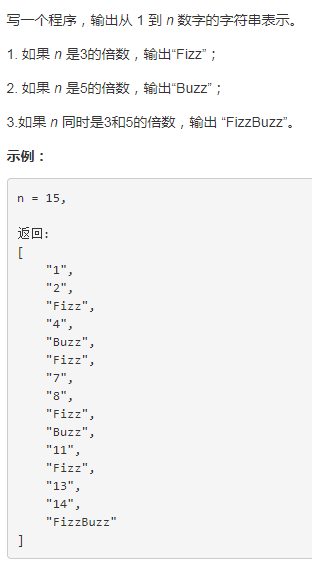 写一个程序，输出从 1 到 n 数字的字符串表示。
1. 如果 n 是3的倍数，输出“Fizz”；
2. 如果 n 是5的倍数，输出“Buzz”；
3.如果 n 同时是3和5的倍数，输出 “FizzBuzz”。
示例：
n = 15,
返回:
[
    "1",
    "2",
    "Fizz",
    "4",
    "Buzz",
    "Fizz",
    "7",
    "8",
    "Fizz",
    "Buzz",
    "11",
    "Fizz",
    "13",
    "14",
    "FizzBuzz"
]